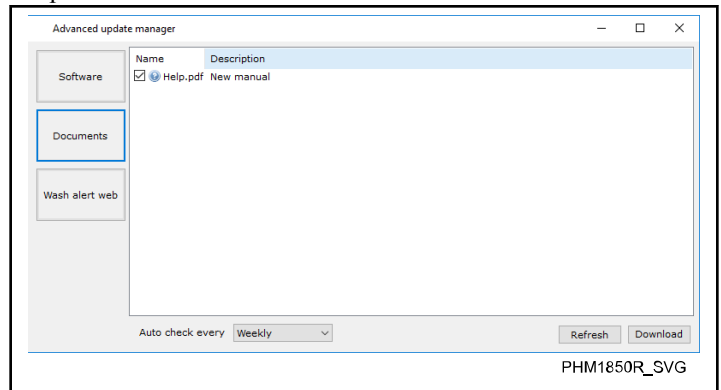 Advanced update manager
Name Description
Software
Help.pdf New manual
Documents
Wash alert web
Auto check every Weekly
Refresh Download
PHM1850R_SVG